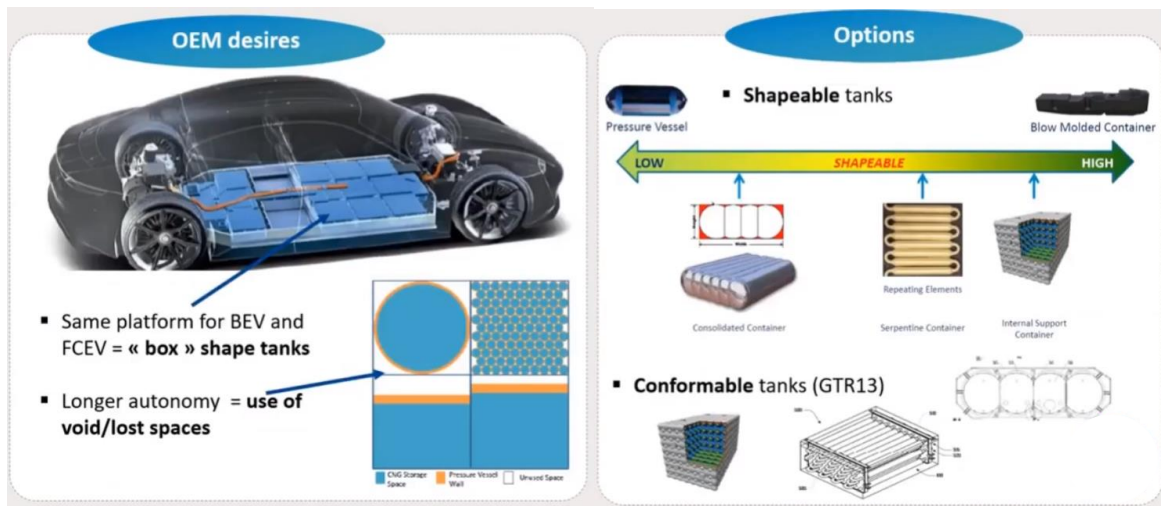 OEM desires
▪ Same platform for BEV and
FCEV = « box » shape tanks
▪ Longer autonomy = use of
void/lost spaces
CNG Storage
Space
Pressure Vessel
Wall
Unused Space
Options
▪ Shapeable tanks
Pressure Vessel
Blow Molded Container
LOW
SHAPEABLE
HIGH
Consolidated Container
Repeating Elements
Serpentine Container
Internal Support
Container
▪ Conformable tanks (GTR13)